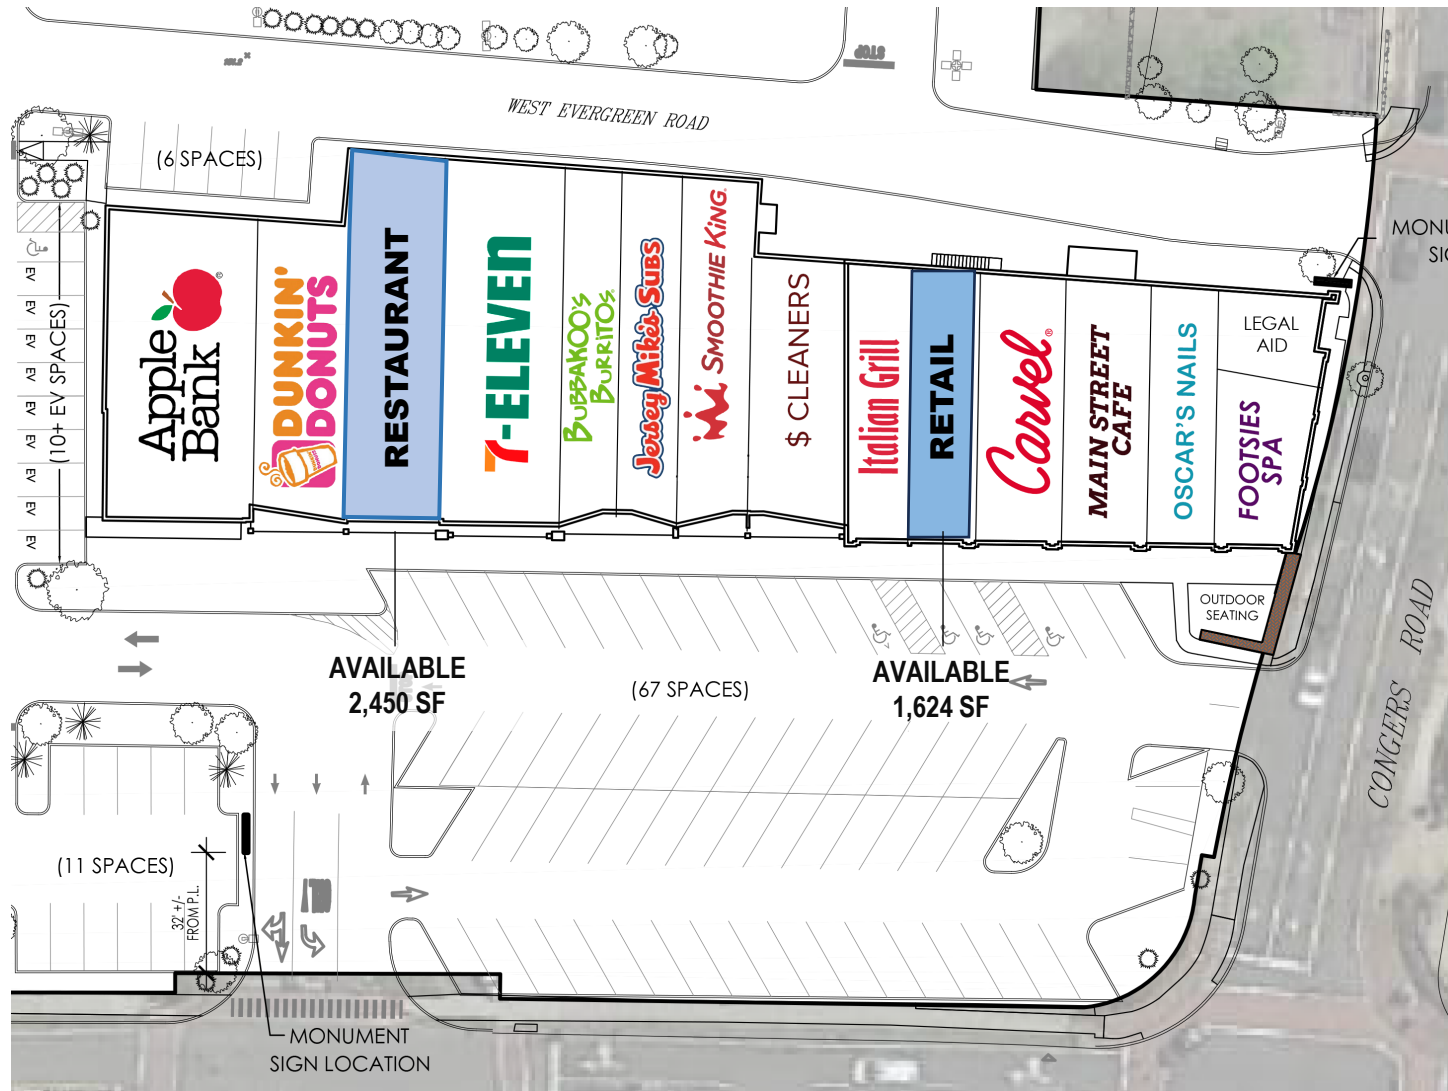 STOP
WEST EVERGREEN ROAD
(6 SPACES)
MONU
SIG
EV
EV
EV
EV
EV
EV
EV
EV
EV
(10+ EV SPACES)
Apple
Bank
DUNKIN'
DONUTS
RESTAURANT
7-ELEVEN
BUBBAKOO'S
BURRITOS
Jersey Mike's Subs
SMOOTHIE KING
$ CLEANERS
Italian Grill
RETAIL
Carvel
MAIN STREET
CAFE
OSCAR'S NAILS
LEGAL
AID
FOOTSIES
SPA
OUTDOOR
SEATING
AVAILABLE
2,450 SF
(67 SPACES)
AVAILABLE
1,624 SF
CONGERS ROAD
(11 SPACES)
32' +/-
FROM P.L.
MONUMENT
SIGN LOCATION